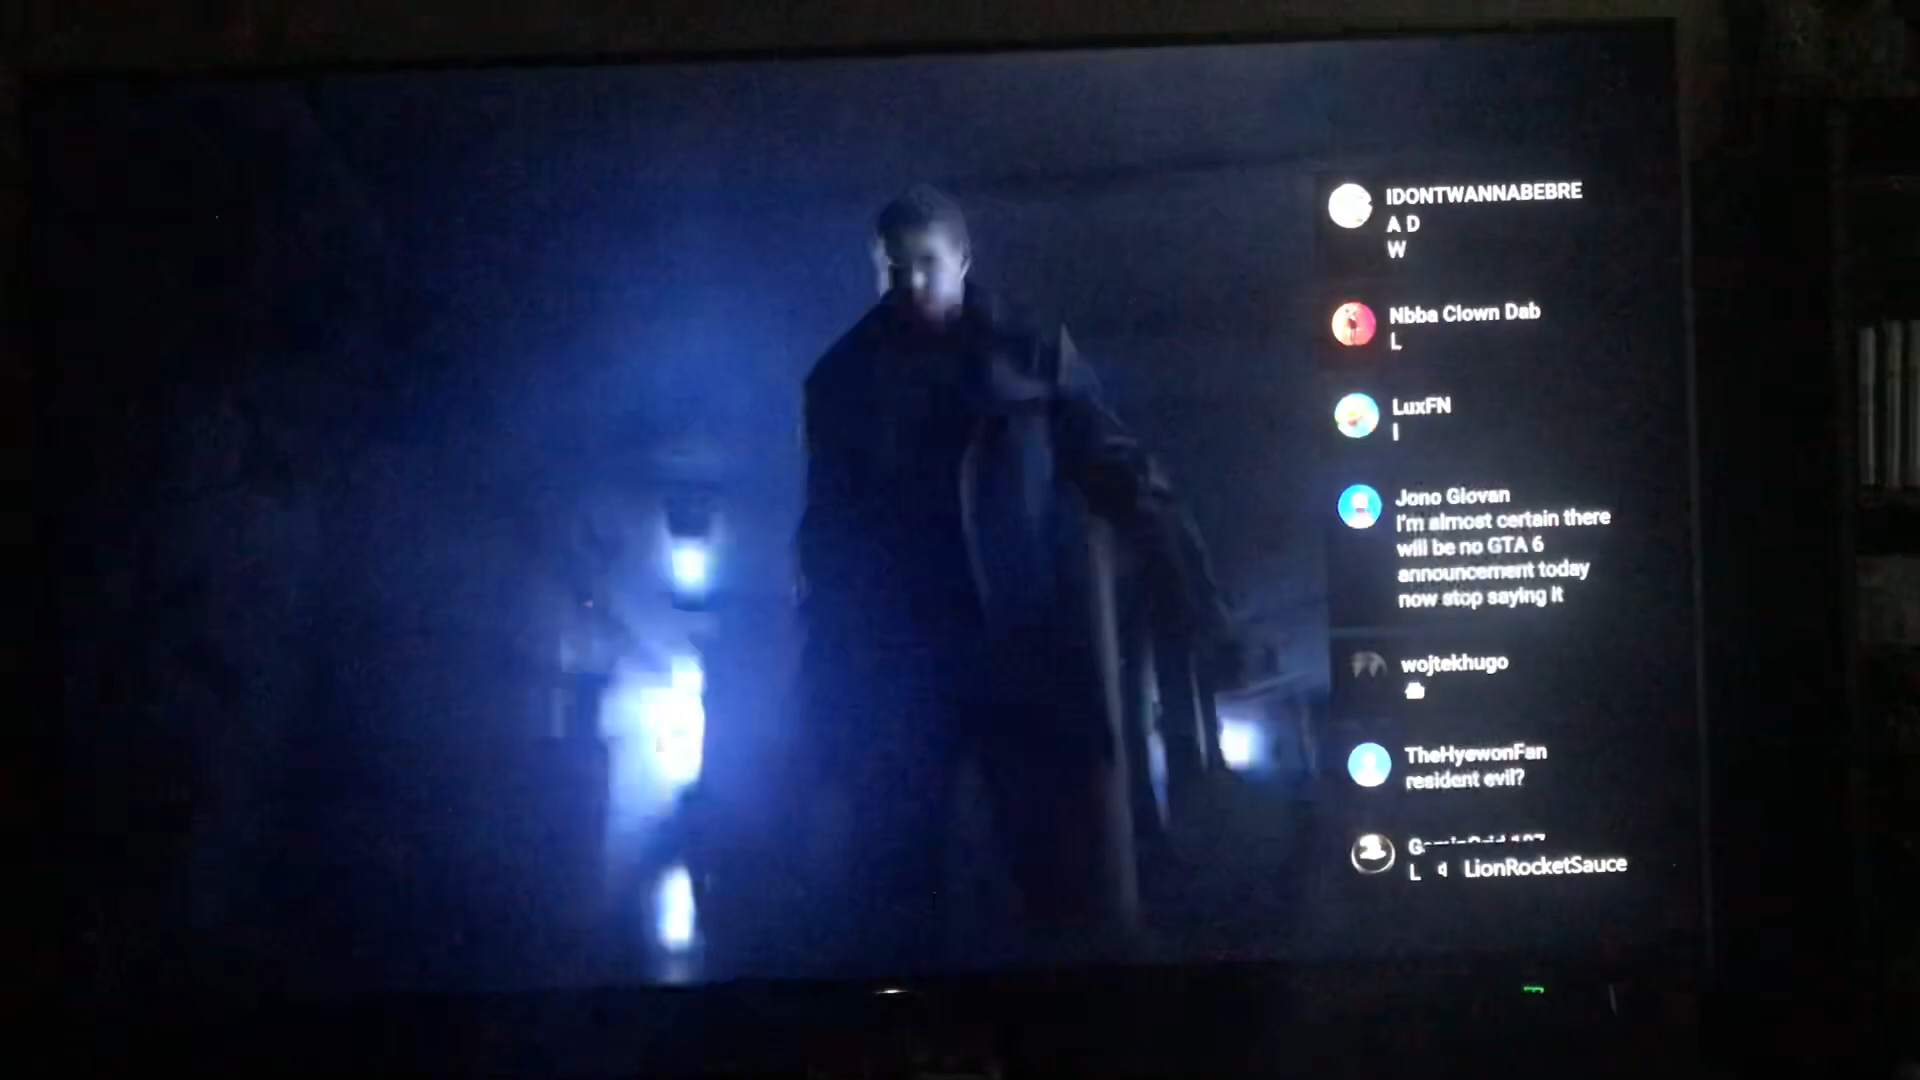 IDONTWANNABEBRE
A D
W
Nbba Clown Dab
L
LuxFN
I
Jono Giovan
I'm almost certain there
will be no GTA 6
announcement today
now stop saying it
wojtekhugo
TheHyewonFan
resident evil?
L
LionRocketSauce